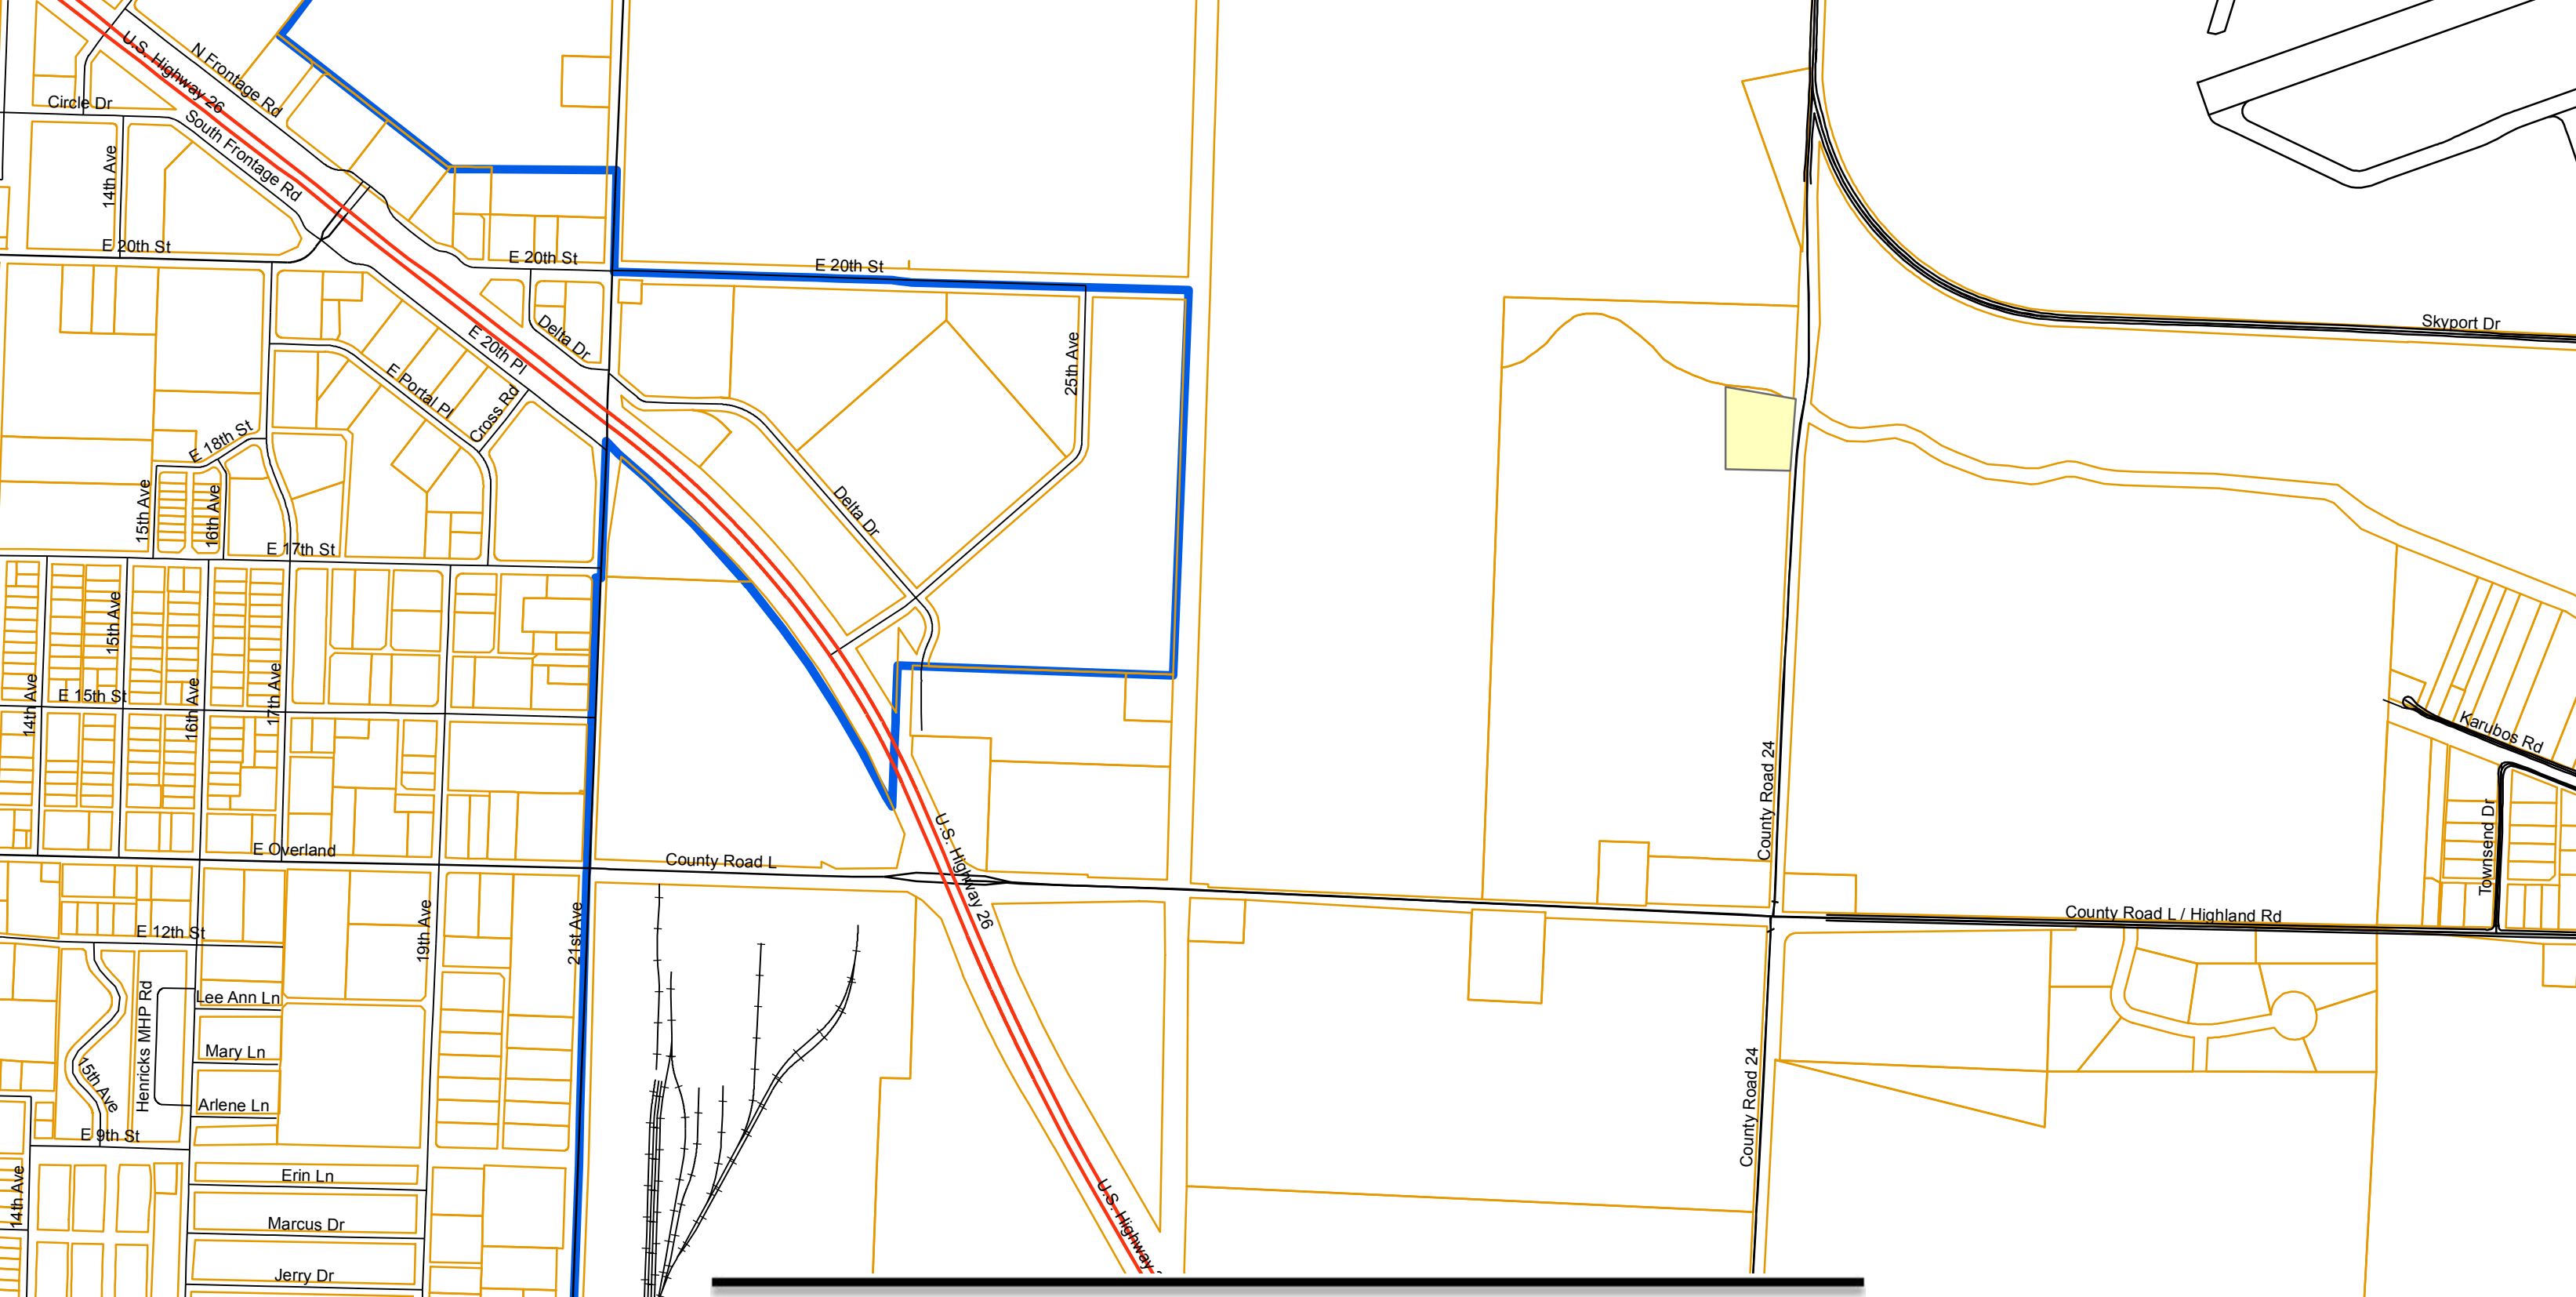 U.S. Highway 26
N Frontage Rd
Circle Dr
South Frontage Rd
14th Ave
E 20th St
E 20th St
E 20th St
Skyport Dr
Delta Dr
E 20th Pl
25th Ave
E Portal Pl
Cross Rd
E 18th St
15th Ave
16th Ave
Delta Dr
E 17th St
15th Ave
14th Ave
E 15th St
16th Ave
17th Ave
Karubos Rd
County Road 24
Townsend Dr
U.S. Highway 26
E Overland
County Road L
County Road L / Highland Rd
E 12th St
19th Ave
21st Ave
Henricks MHP Rd
Lee Ann Ln
Mary Ln
15th Ave
Arlene Ln
E 9th St
County Road 24
Erin Ln
14th Ave
Marcus Dr
U.S. Highway
Jerry Dr